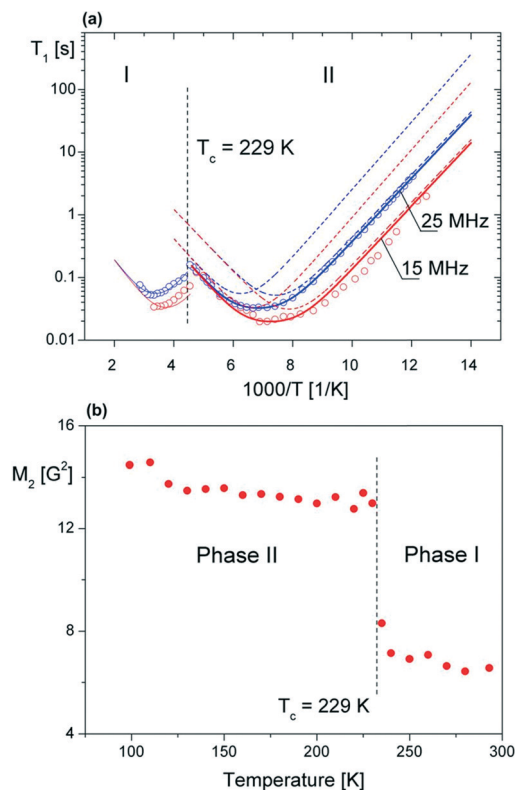 (a)
T₁ [s]
I
II
100
10
1
0.1
0.01
T_c = 229 K
25 MHz
15 MHz
2 4 6 8 10 12 14
1000/T [1/K]
(b)
M₂ [G²]
16
12
8
4
Phase II
Phase I
T_c = 229 K
100 150 200 250 300
Temperature [K]